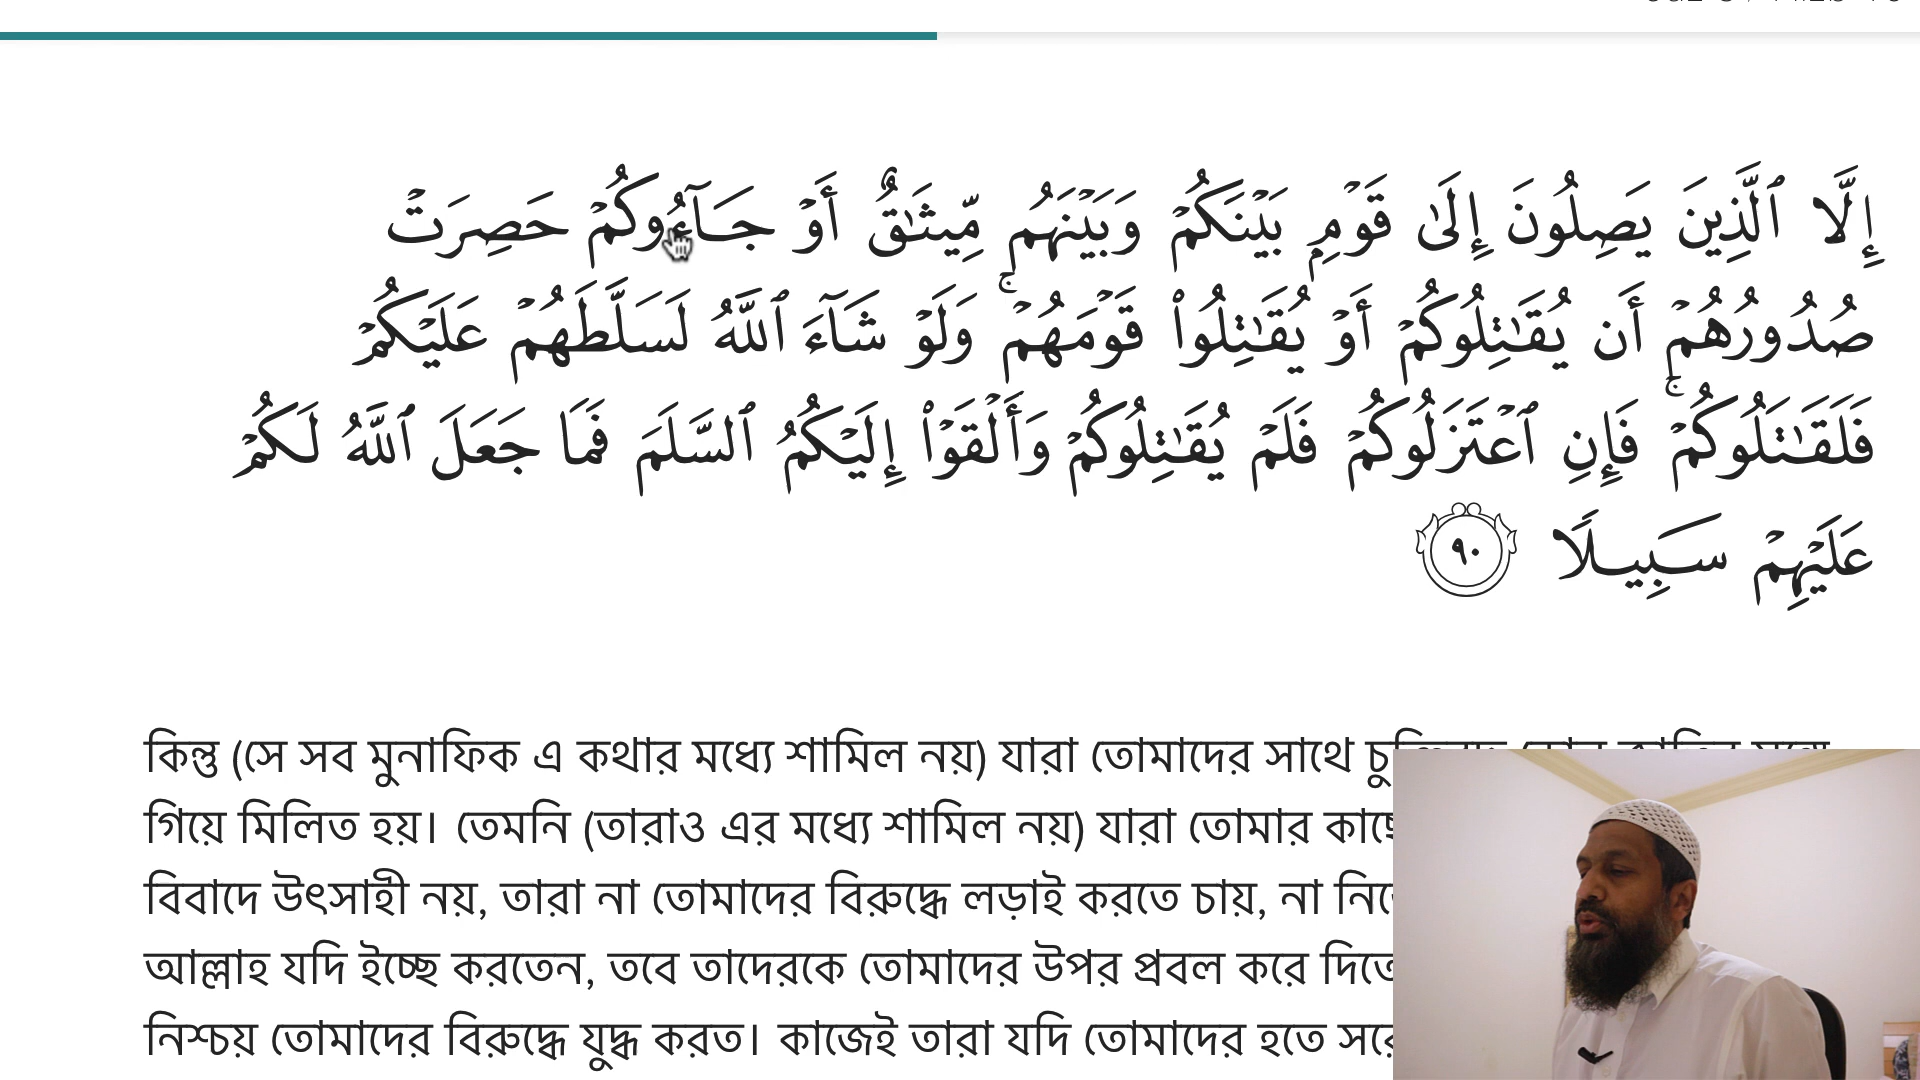 إِلَّا ٱلَّذِينَ يَصِلُونَ إِلَىٰ قَوْمِۭ بَيْنَكُمْ وَبَيْنَهُم مِّيثَـٰقٌ أَوْ جَآءُوكُمْ حَصِرَتْ
صُدُورُهُمْ أَن يُقَـٰتِلُوكُمْ أَوْ يُقَـٰتِلُوا۟ قَوْمَهُمْ ۚ وَلَوْ شَآءَ ٱللَّهُ لَسَلَّطَهُمْ عَلَيْكُمْ
فَلَقَـٰتَلُوكُمْ ۚ فَإِنِ ٱعْتَزَلُوكُمْ فَلَمْ يُقَـٰتِلُوكُمْ وَأَلْقَوْا۟ إِلَيْكُمُ ٱلسَّلَمَ فَمَا جَعَلَ ٱللَّهُ لَكُمْ
عَلَيْهِمْ سَبِيلًا ٩٠
কিন্তু (সে সব মুনাফিক এ কথার মধ্যে শামিল নয়) যারা তোমাদের সাথে
গিয়ে মিলিত হয়। তেমনি (তারাও এর মধ্যে শামিল নয়) যারা তোমার
বিবাদে উৎসাহী নয়, তারা না তোমাদের বিরুদ্ধে লড়াই করতে চায়, না
আল্লাহ যদি ইচ্ছে করতেন, তবে তাদেরকে তোমাদের উপর প্রবল করে
নিশ্চয় তোমাদের বিরুদ্ধে যুদ্ধ করত। কাজেই তারা যদি তোমাদের হতে